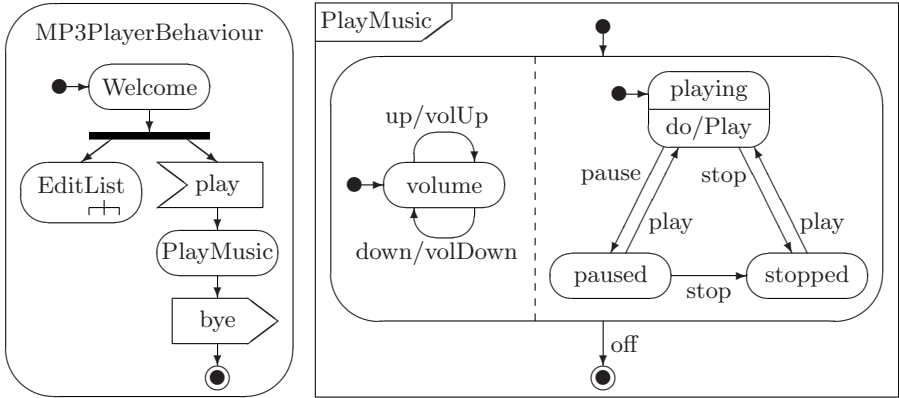 MP3PlayerBehaviour
Welcome
EditList
play
PlayMusic
bye
PlayMusic
up/volUp
volume
down/volDown
playing
do/Play
pause
stop
play
play
paused
stop
stopped
off